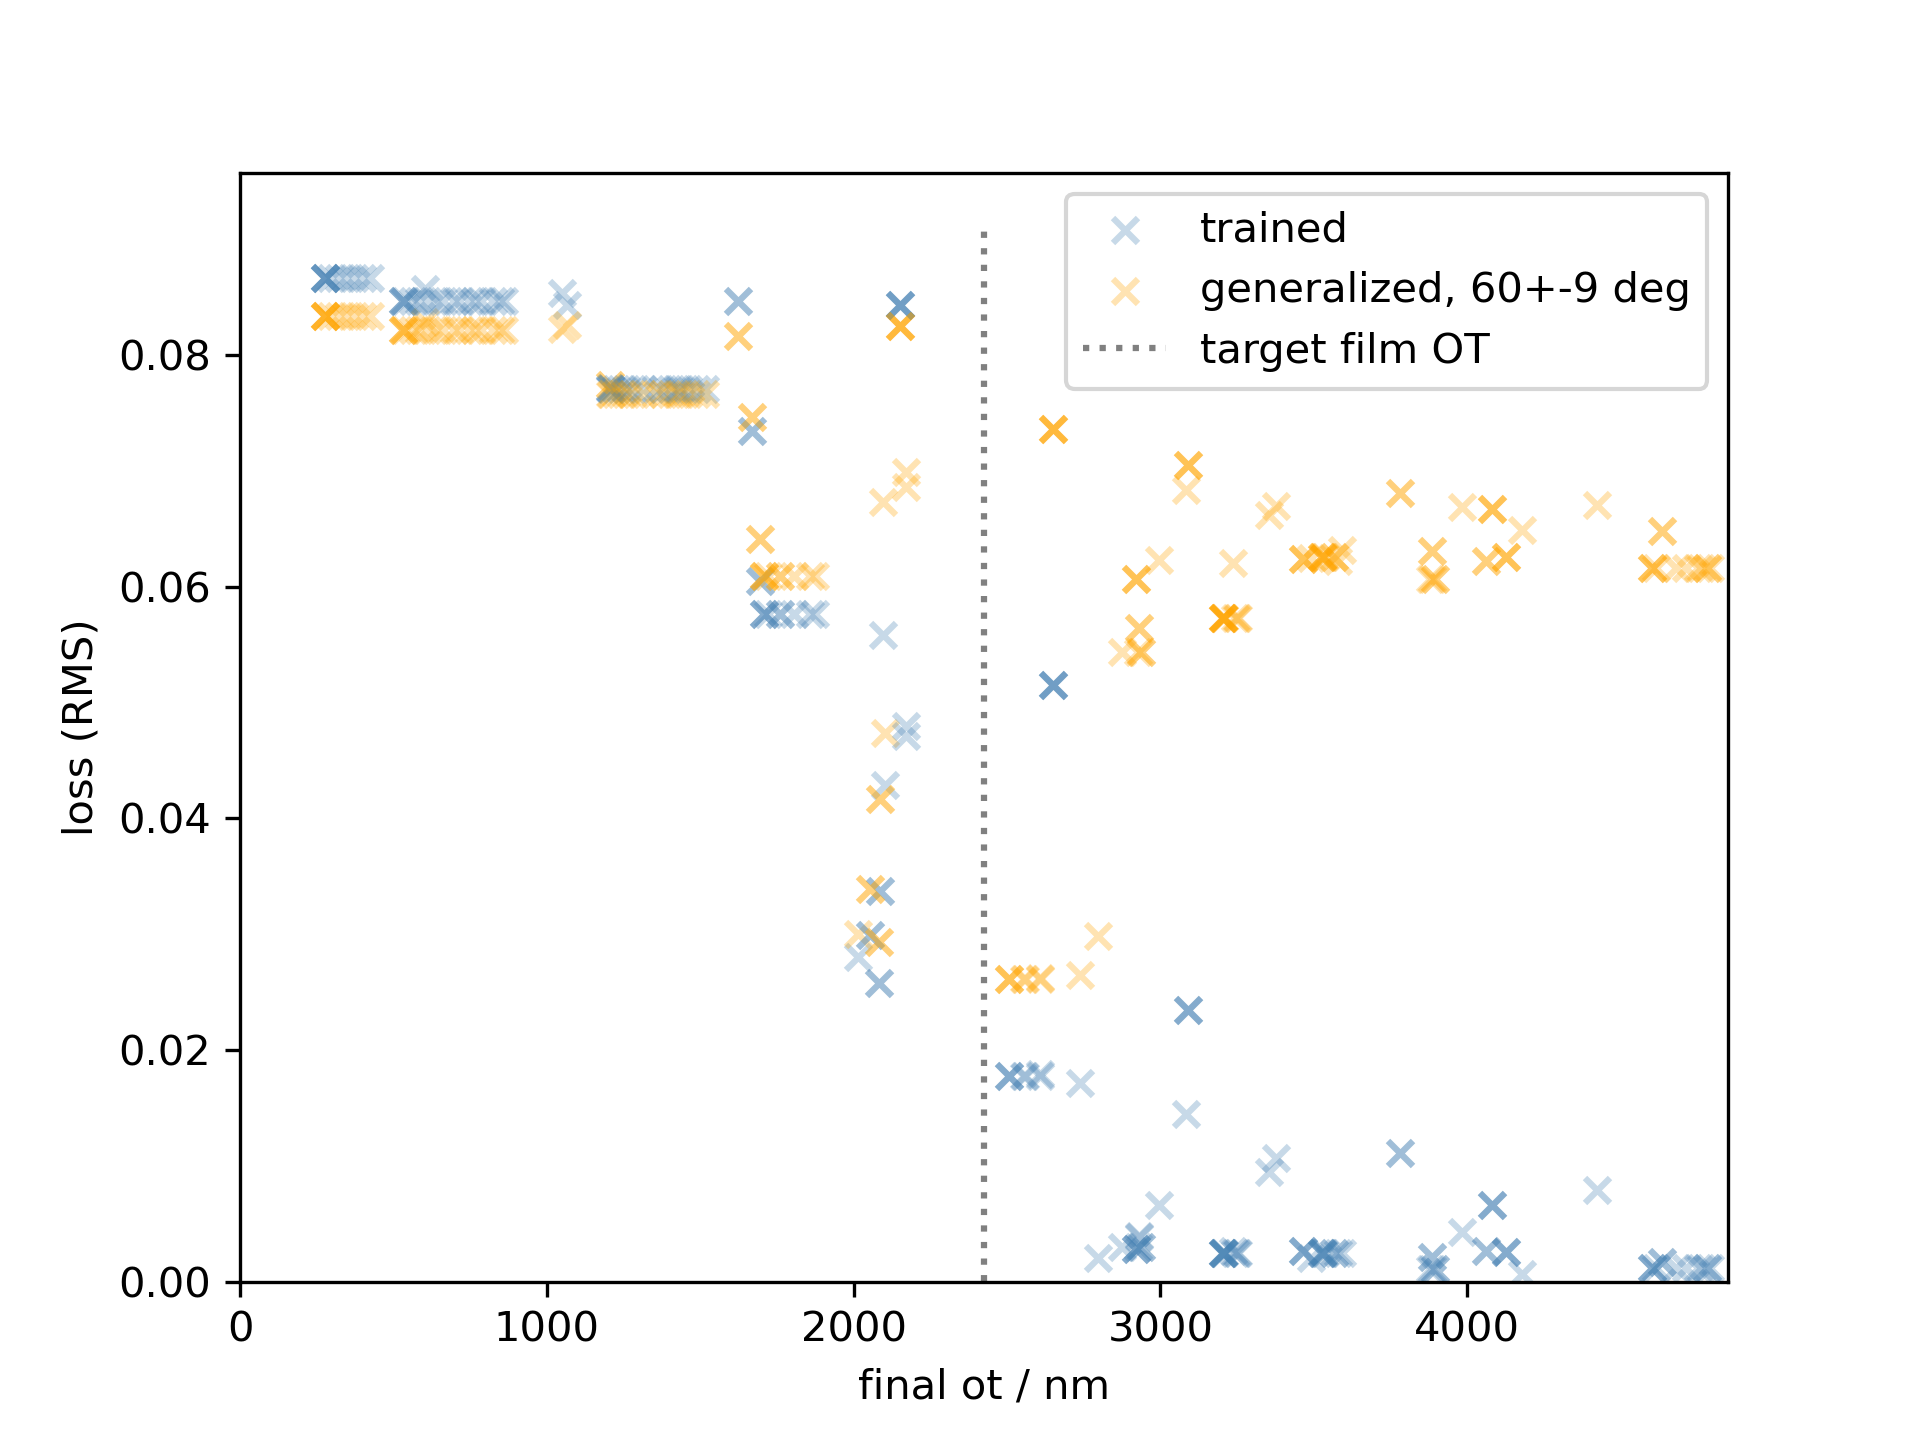 trained
generalized, 60+-9 deg
target film OT
0.08
0.06
0.04
0.02
0.00
loss (RMS)
0 1000 2000 3000 4000
final ot / nm